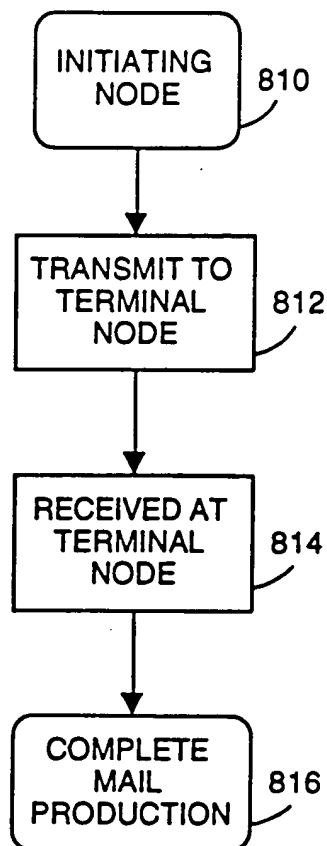 INITIATING
NODE
810
TRANSMIT TO
TERMINAL
NODE
812
RECEIVED AT
TERMINAL
NODE
814
COMPLETE
MAIL
PRODUCTION
816